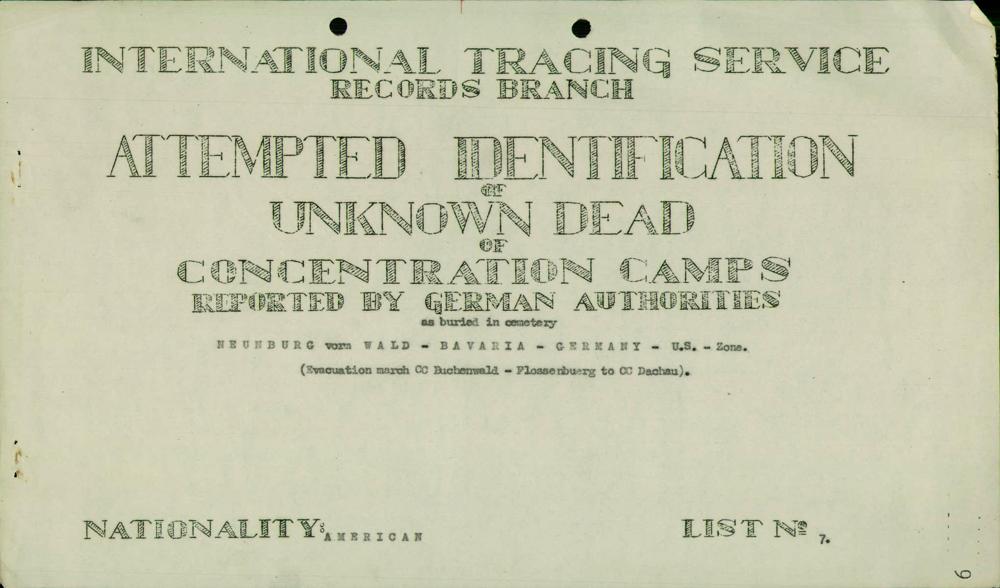 INTERNATIONAL TRACING SERVICE
RECORDS BRANCH
ATTEMPTED IDENTIFICATION
OF
UNKNOWN DEAD
OF
CONCENTRATION CAMPS
REPORTED BY GERMAN AUTHORITIES
as buried in cemetery
NEUNBURG vorm WALD - BAVARIA - GERMANY - U.S. - Zone.
(Evacuation march CC Buchenwald - Flossenbuerg to CC Dachau).
NATIONALITY: AMERICAN
LIST Nº 7.
6